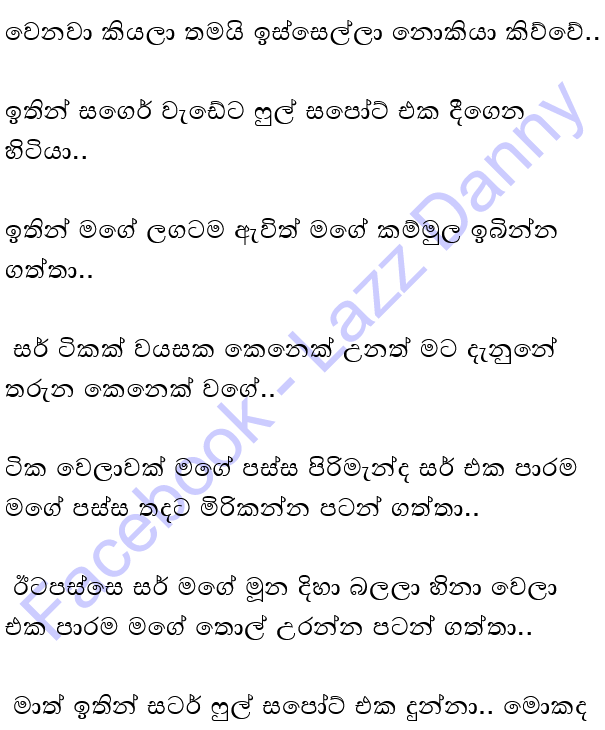 වෙනවා කියලා තමයි ඉස්සෙල්ලා නොකියා කිව්වේ..
ඉතින් සගෙර් වැඩේට ෆුල් සපෝට් එක දීගෙන
හිටියා..
ඉතින් මගේ ලගටම ඇවිත් මගේ කම්මුල ඉබින්න
ගත්තා..
සර් ටිකක් වයසක කෙනෙක් උනත් මට දැනුනේ
තරුන කෙනෙක් වගේ..
ටික වෙලාවක් මගේ පස්ස පිරිමැන්ද සර් එක පාරම
මගේ පස්ස තදට මිරිකන්න පටන් ගත්තා..
ඊටපස්සෙ සර් මගේ මූන දිහා බලලා හිනා වෙලා
එක පාරම මගේ තොල් උරන්න පටන් ගත්තා..
මාත් ඉතින් සටර් ෆුල් සපෝට් එක දුන්නා.. මොකද
Facebook - Lazz Danny